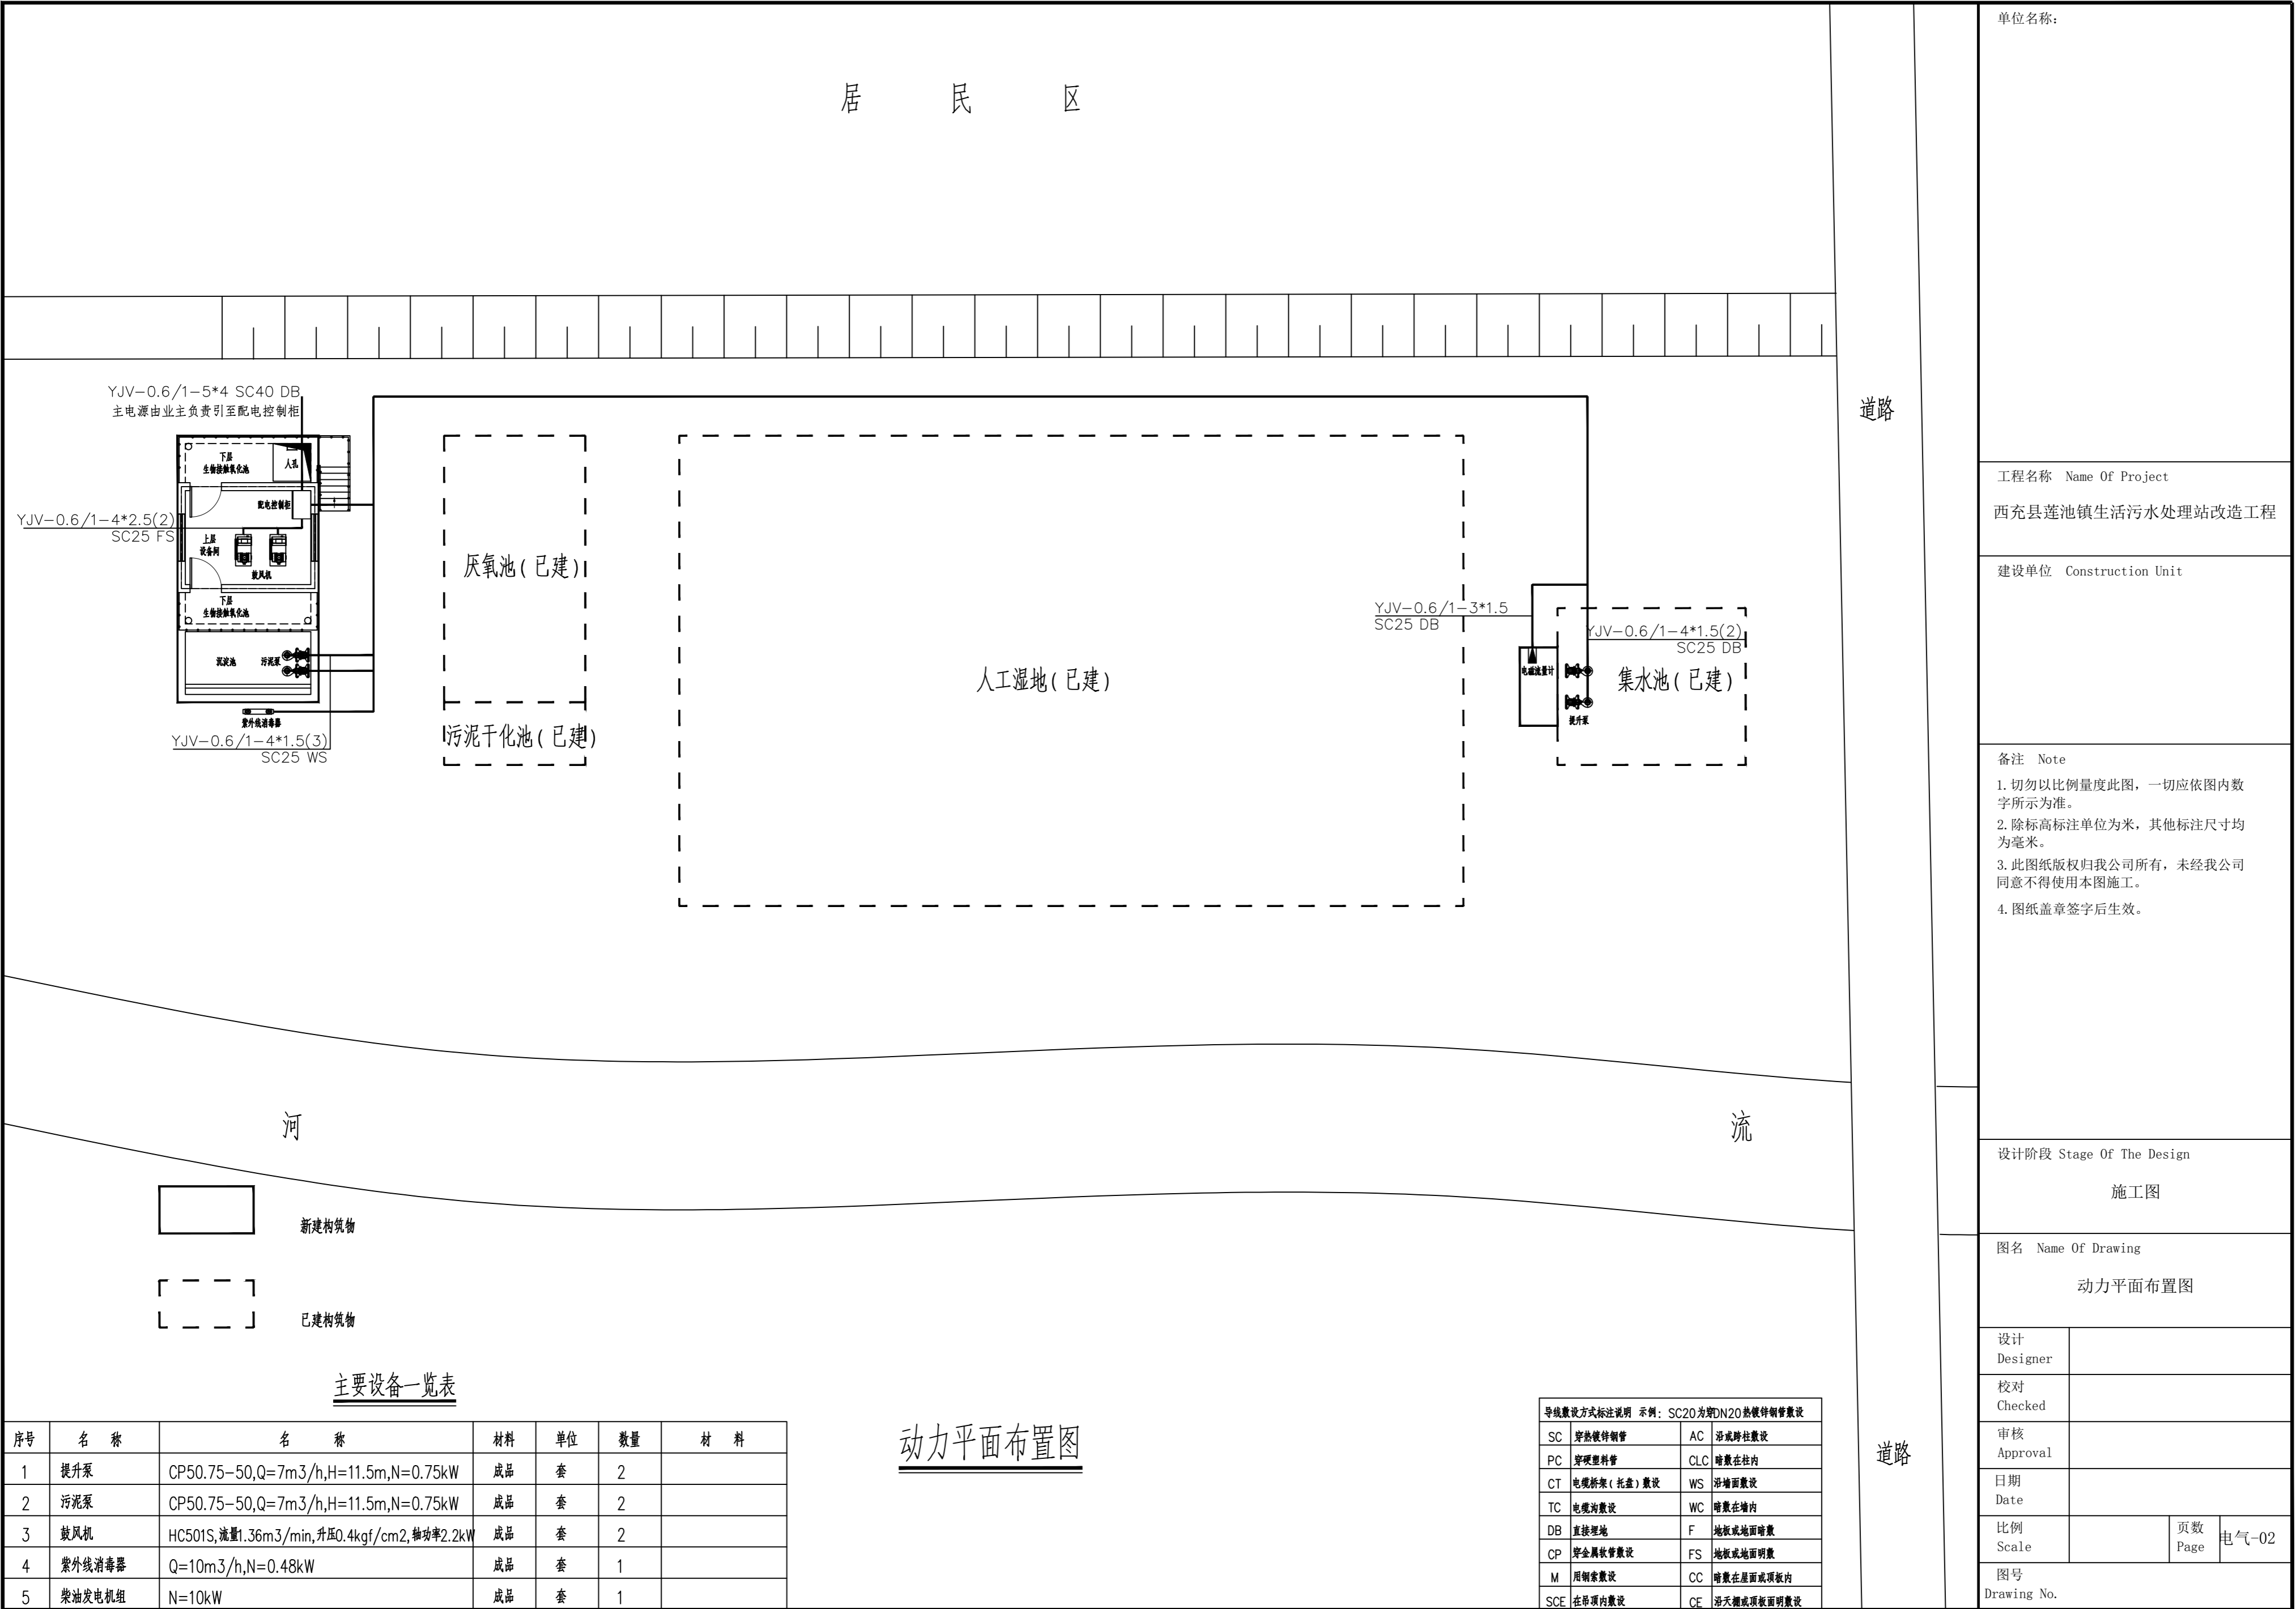 居 民 区
YJV-0.6/1-5*4 SC40 DB
主电源由业主负责引至配电控制柜
下层
生物接触氧化池
人孔
配电控制柜
YJV-0.6/1-4*2.5(2)
SC25 FS
上层
设备间
鼓风机
下层
生物接触氧化池
沉淀池
污泥泵
紫外线消毒器
YJV-0.6/1-4*1.5(3)
SC25 WS
厌氧池(已建)
污泥干化池(已建)
人工湿地(已建)
YJV-0.6/1-3*1.5
SC25 DB
YJV-0.6/1-4*1.5(2)
SC25 DB
电磁流量计
集水池(已建)
提升泵
道路
河 流
新建构筑物
已建构筑物
主要设备一览表
序号 名 称 名 称 材料 单位 数量 材 料
1 提升泵 CP50.75-50,Q=7m3/h,H=11.5m,N=0.75kW 成品 套 2
2 污泥泵 CP50.75-50,Q=7m3/h,H=11.5m,N=0.75kW 成品 套 2
3 鼓风机 HC501S,流量1.36m3/min,升压0.4kgf/cm2,轴功率2.2kW 成品 套 2
4 紫外线消毒器 Q=10m3/h,N=0.48kW 成品 套 1
5 柴油发电机组 N=10kW 成品 套 1
动力平面布置图
导线敷设方式标注说明 示例: SC20为穿DN20热镀锌钢管敷设
SC 穿热镀锌钢管 AC 沿或跨柱敷设
PC 穿硬塑料管 CLC 暗敷在柱内
CT 电缆桥架(托盘)敷设 WS 沿墙面敷设
TC 电缆沟敷设 WC 暗敷在墙内
DB 直接埋地 F 地板或地面暗敷
CP 穿金属软管敷设 FS 地板或地面明敷
M 用钢索敷设 CC 暗敷在屋面或顶板内
SCE 在吊顶内敷设 CE 沿天棚或顶板面明敷设
道路
单位名称:
工程名称 Name Of Project
西充县莲池镇生活污水处理站改造工程
建设单位 Construction Unit
备注 Note
1.切勿以比例量度此图，一切应依图内数
字所示为准。
2.除标高标注单位为米，其他标注尺寸均
为毫米。
3.此图纸版权归我公司所有，未经我公司
同意不得使用本图施工。
4.图纸盖章签字后生效。
设计阶段 Stage Of The Design
施工图
图名 Name Of Drawing
动力平面布置图
设计
Designer
校对
Checked
审核
Approval
日期
Date
比例
Scale
页数
Page
电气-02
图号
Drawing No.